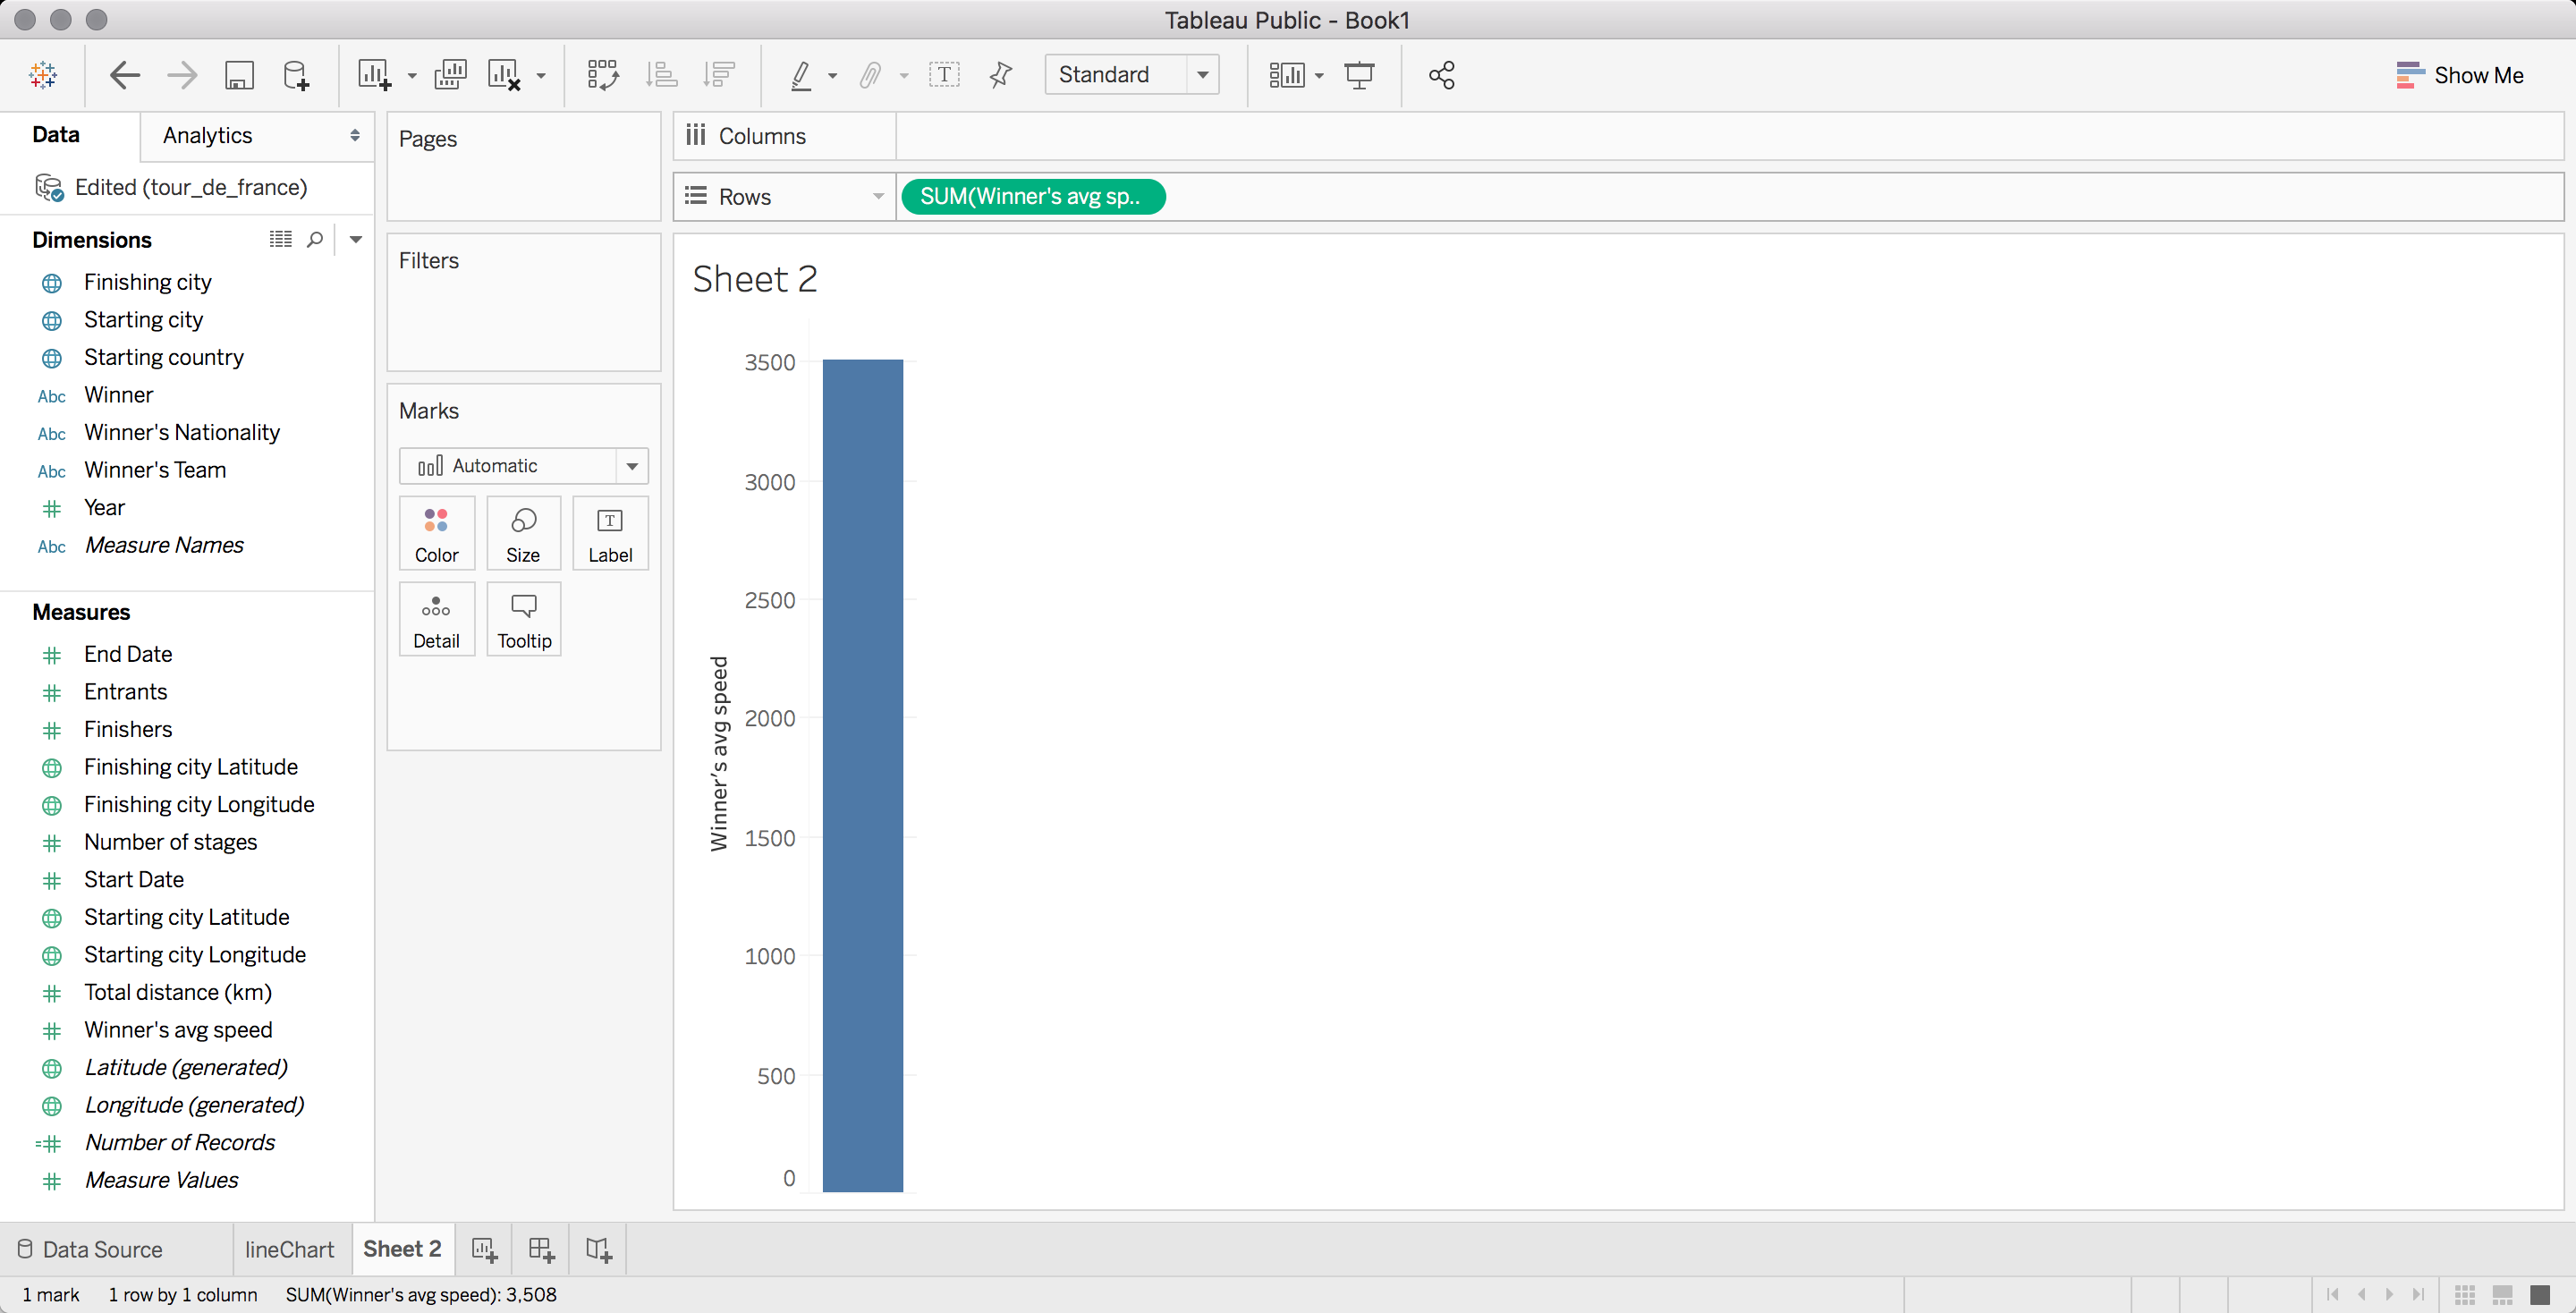 Tableau Public - Book1
Standard
Show Me
Data
Analytics
Edited (tour_de_france)
Dimensions
Finishing city
Starting city
Starting country
Abc Winner
Abc Winner's Nationality
Abc Winner's Team
Year
Abc Measure Names
Measures
End Date
Entrants
Finishers
Finishing city Latitude
Finishing city Longitude
Number of stages
Start Date
Starting city Latitude
Starting city Longitude
Total distance (km)
Winner's avg speed
Latitude (generated)
Longitude (generated)
=# Number of Records
Measure Values
Pages
Filters
Marks
Automatic
Color
Size
T
Label
Detail
Tooltip
Columns
Rows
SUM(Winner's avg sp..
Sheet 2
Winner's avg speed
3500
3000
2500
2000
1500
1000
500
0
Data Source
lineChart
Sheet 2
1 mark
1 row by 1 column
SUM(Winner's avg speed): 3,508